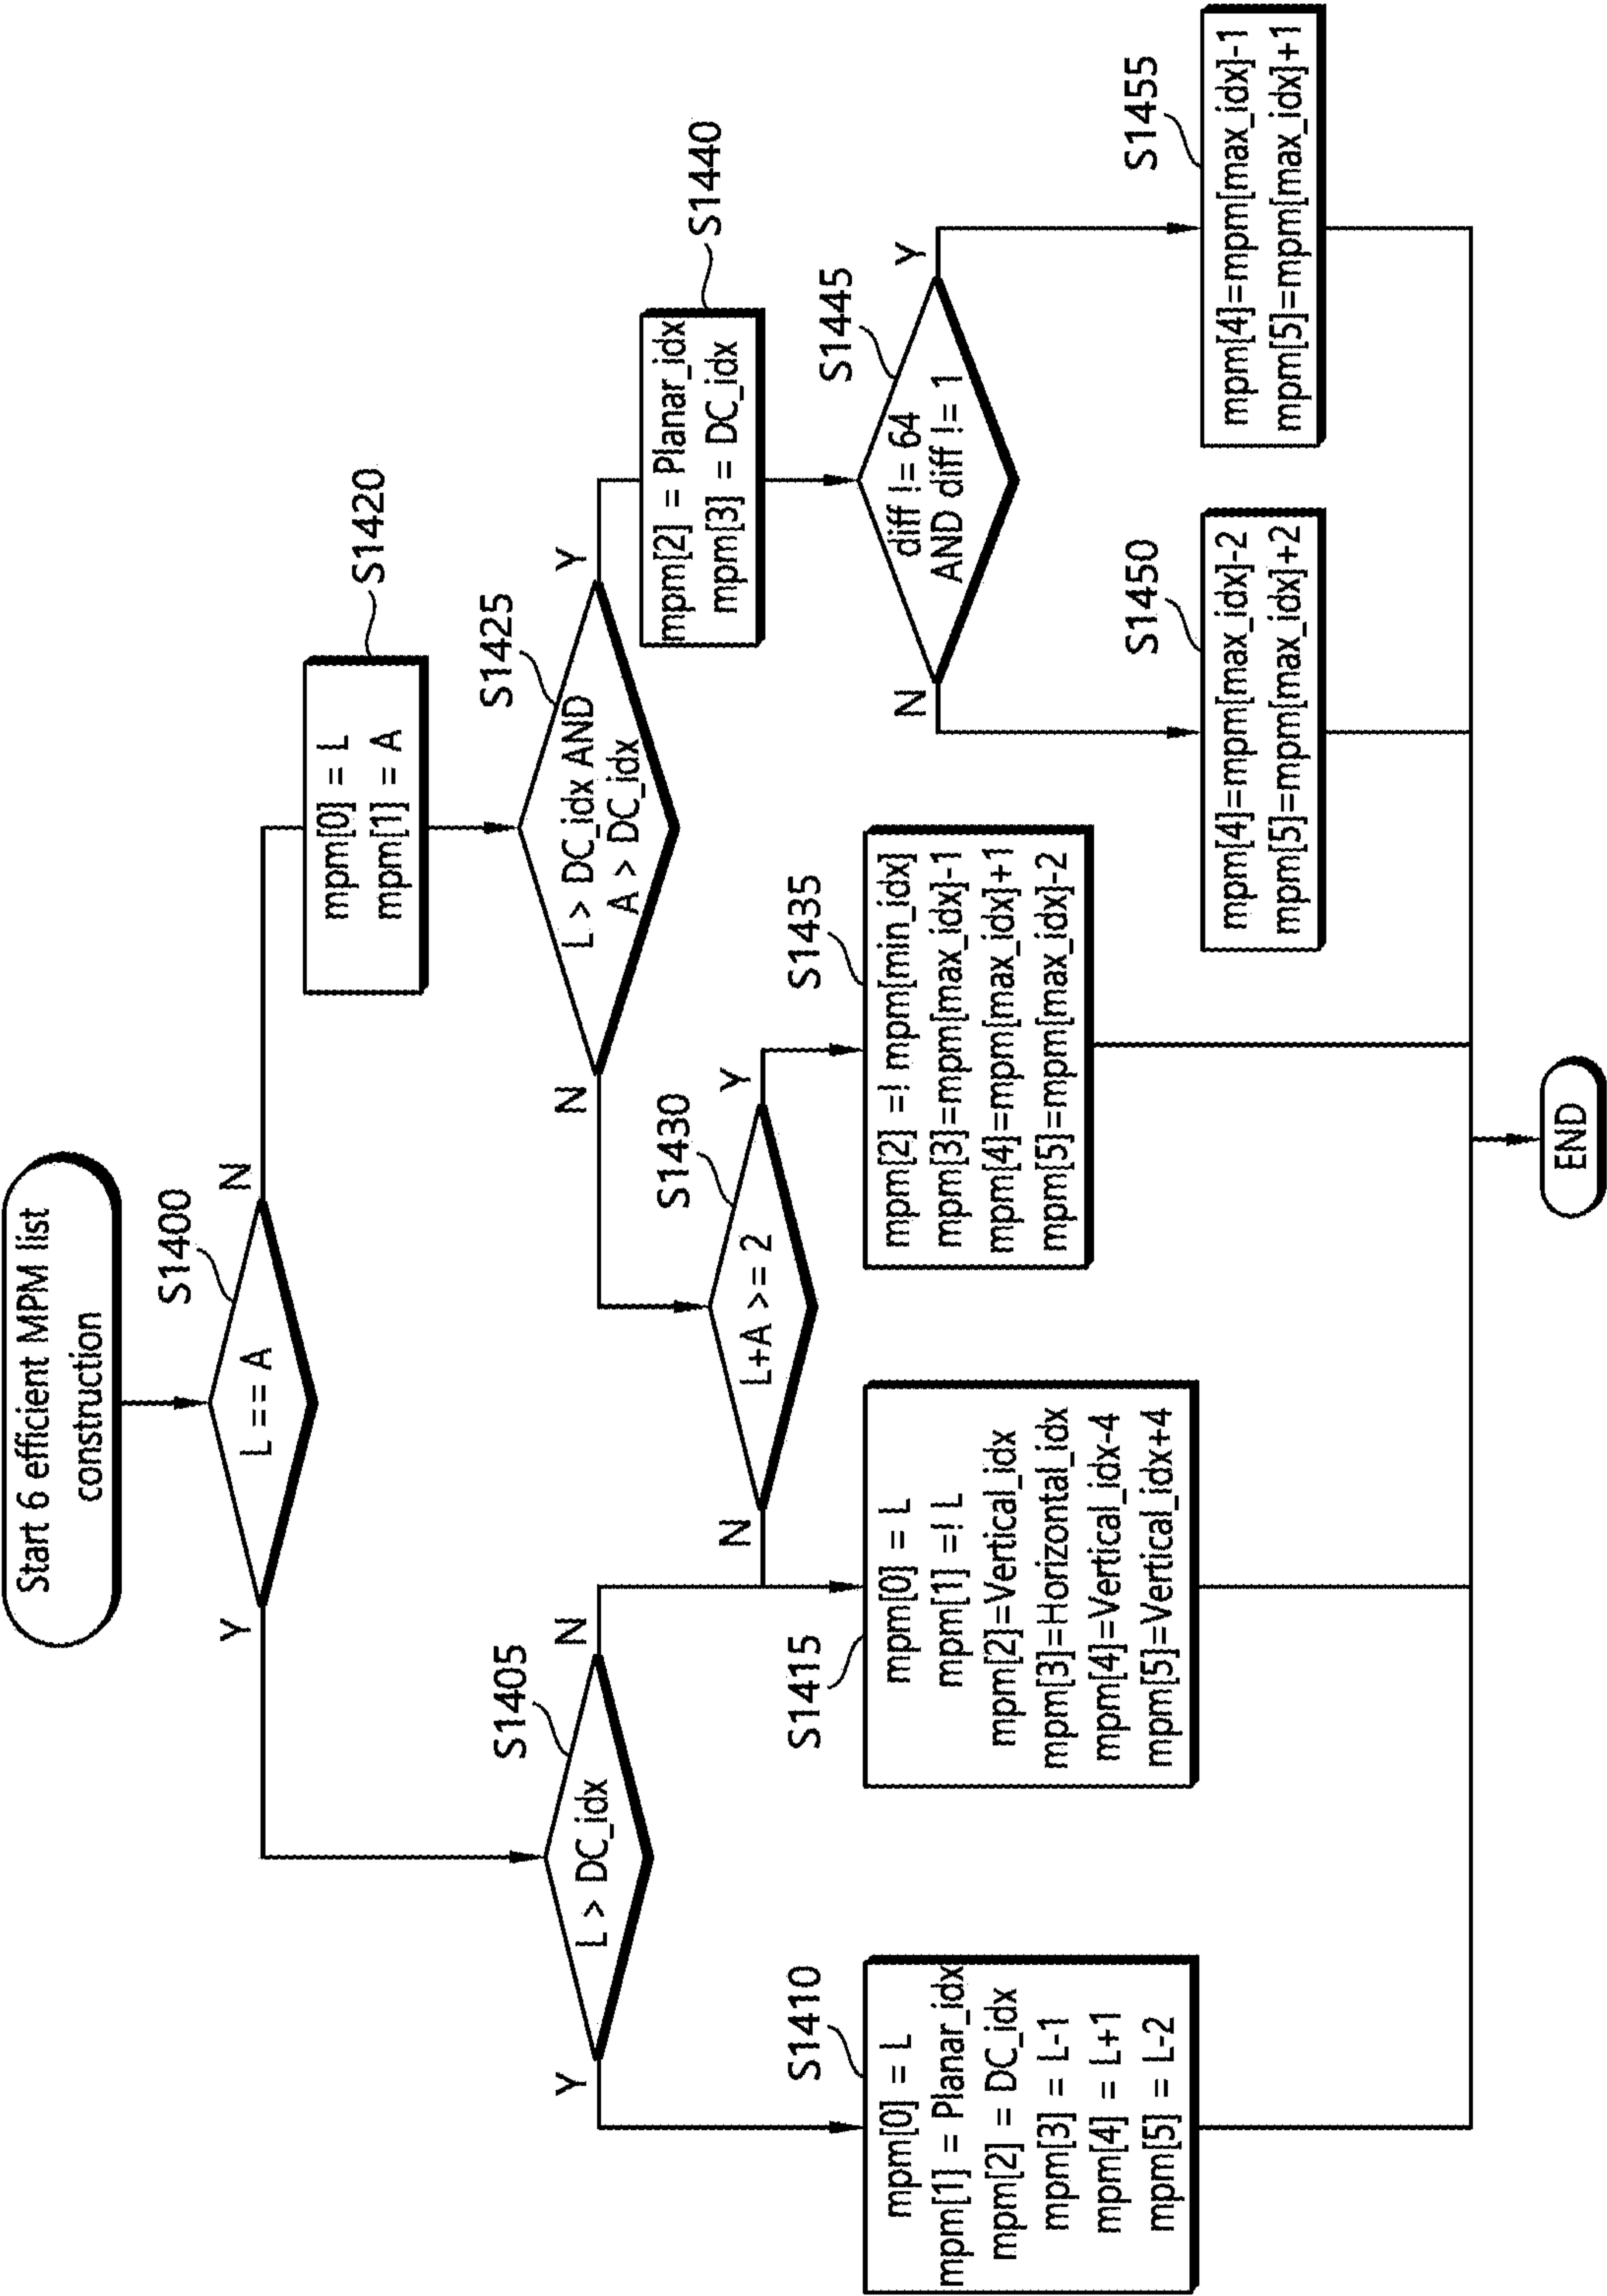 Start 6 efficient MPM list
construction
S1400
L == A
Y
N
S1405
L > DC_idx
Y
N
S1410
mpm[0] = L
mpm[1] = Planar_idx
mpm[2] = DC_idx
mpm[3] = L-1
mpm[4] = L+1
mpm[5] = L-2
S1415
mpm[0] = L
mpm[1] =! L
mpm[2]=Vertical_idx
mpm[3]=Horizontal_idx
mpm[4]=Vertical_idx-4
mpm[5]=Vertical_idx+4
S1420
mpm[0] = L
mpm[1] = A
S1425
L > DC_idx AND
A > DC_idx
N
Y
S1430
L+A >= 2
N
Y
S1435
mpm[2] =! mpm[min_idx]
mpm[3]=mpm[max_idx]-1
mpm[4]=mpm[max_idx]+1
mpm[5]=mpm[max_idx]-2
S1440
mpm[2] = Planar_idx
mpm[3] = DC_idx
S1445
diff != 64
AND diff != 1
N
Y
S1450
mpm[4]=mpm[max_idx]-2
mpm[5]=mpm[max_idx]+2
S1455
mpm[4]=mpm[max_idx]-1
mpm[5]=mpm[max_idx]+1
END